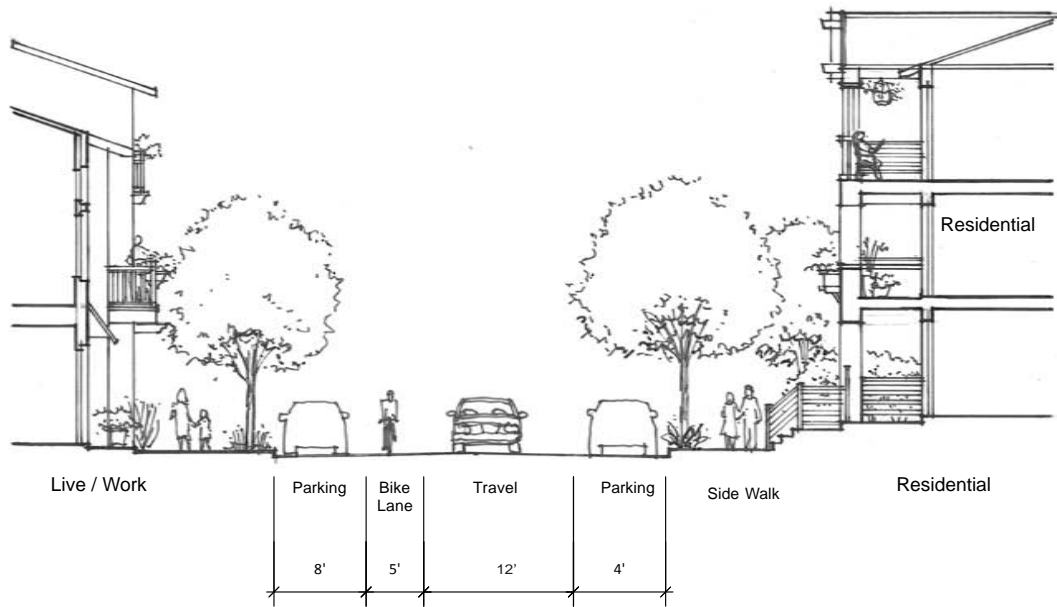 Residential
Live / Work
Parking
Bike
Lane
Travel
Parking
Side Walk
Residential
8'
5'
12'
4'